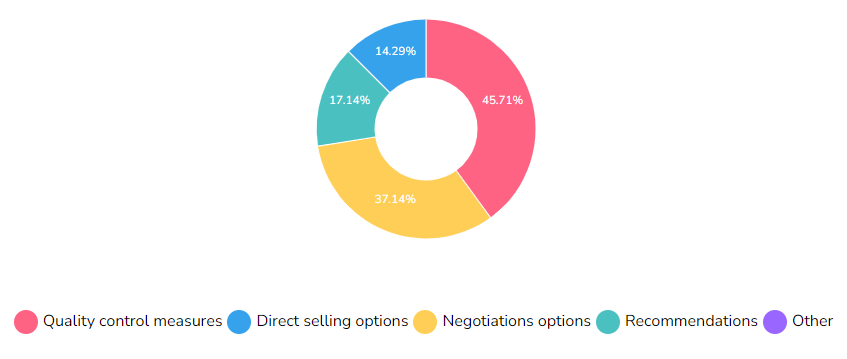 14.29%
45.71%
17.14%
37.14%
Quality control measures Direct selling options Negotiations options Recommendations Other